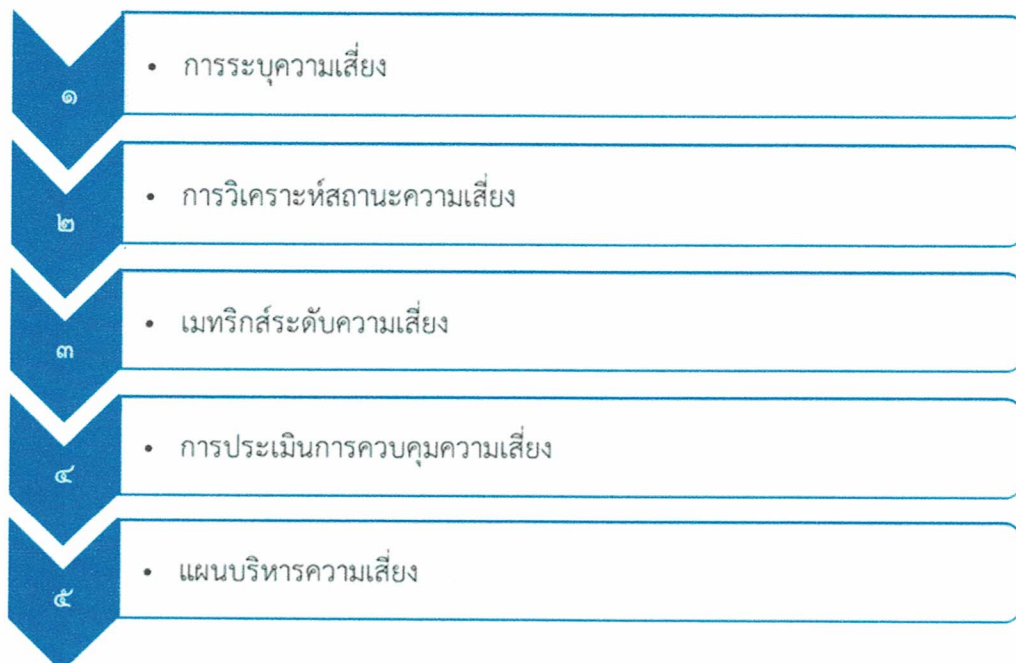 ๑
• การระบุความเสี่ยง
๒
• การวิเคราะห์สถานะความเสี่ยง
๓
• เมทริกส์ระดับความเสี่ยง
๔
• การประเมินการควบคุมความเสี่ยง
๕
• แผนบริหารความเสี่ยง